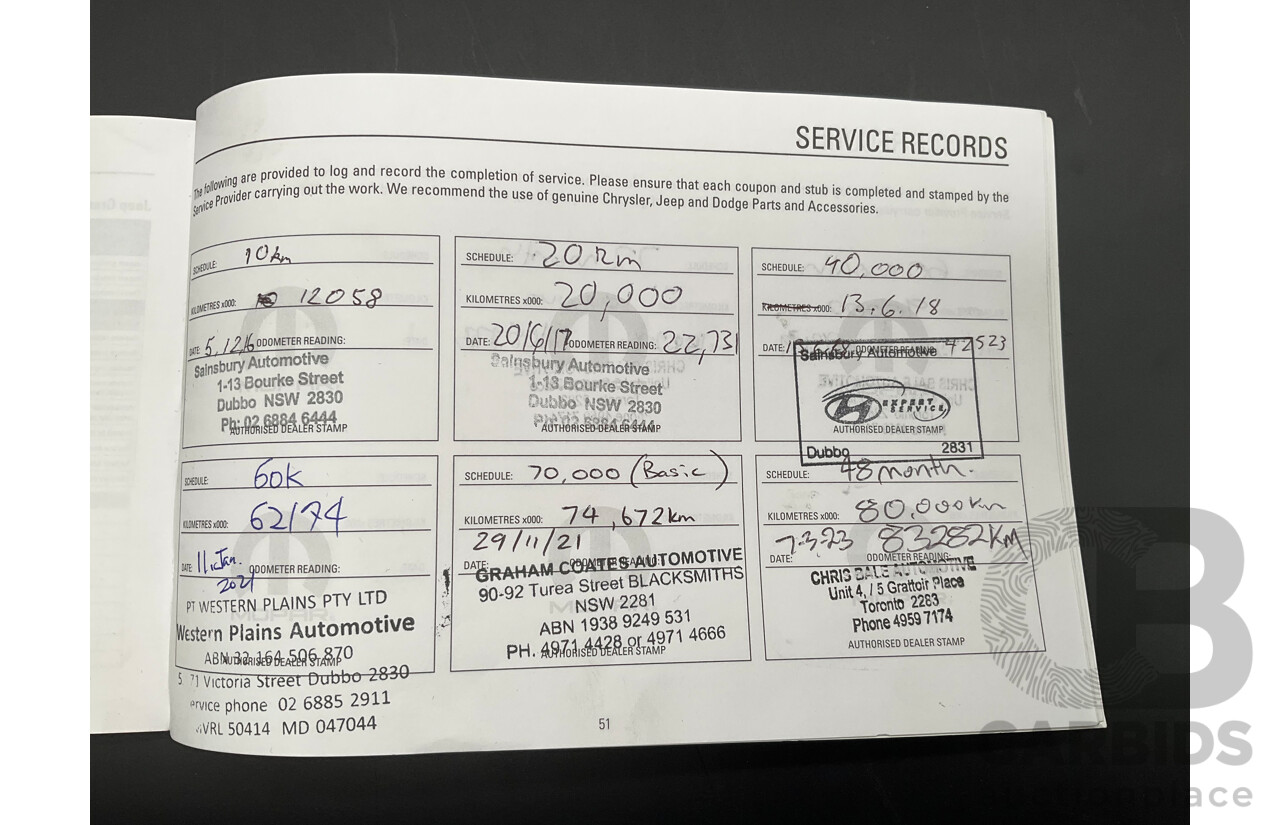 SERVICE RECORDS
The following are provided to log and record the completion of service. Please ensure that each coupon and stub is completed and stamped by the
Service Provider carrying out the work. We recommend the use of genuine Chrysler, Jeep and Dodge Parts and Accessories.
SCHEDULE: 10km
KILOMETRES x000: 12058
DATE: 5.12.16 ODOMETER READING:
Sainsbury Automotive
1-13 Bourke Street
Dubbo NSW 2830
Ph: 02 6884 6444
AUTHORISED DEALER STAMP
SCHEDULE: 20km
KILOMETRES x000: 20,000
DATE: 20/6/17 ODOMETER READING: 22,731
Sainsbury Automotive
1-13 Bourke Street
Dubbo NSW 2830
Ph: 02 6884 6444
AUTHORISED DEALER STAMP
SCHEDULE: 40,000
KILOMETRES x000: 13.6.18
DATE: ODOMETER READING: 42523
Sainsbury Automotive
EXPERT
SERVICE
AUTHORISED DEALER STAMP
Dubbo 2831
SCHEDULE: 60K
KILOMETRES x000: 62174
DATE: 11 Jan. ODOMETER READING:
2021
PT WESTERN PLAINS PTY LTD
Western Plains Automotive
ABN 32 164 506 870
AUTHORISED DEALER STAMP
71 Victoria Street Dubbo 2830
ervice phone 02 6885 2911
MVRL 50414 MD 047044
SCHEDULE: 70,000 (Basic)
KILOMETRES x000: 74,672km
29/11/21
DATE: ODOMETER READING:
GRAHAM COATES AUTOMOTIVE
90-92 Turea Street BLACKSMITHS
NSW 2281
ABN 1938 9249 531
PH. 4971 4428 or 4971 4666
AUTHORISED DEALER STAMP
SCHEDULE: 48 month.
KILOMETRES x000: 80,000km
7.3.23 83282KM
DATE: ODOMETER READING:
CHRIS DALE AUTOMOTIVE
Unit 4, / 5 Grattoir Place
Toronto 2283
Phone 4959 7174
AUTHORISED DEALER STAMP
51
CARBIDS